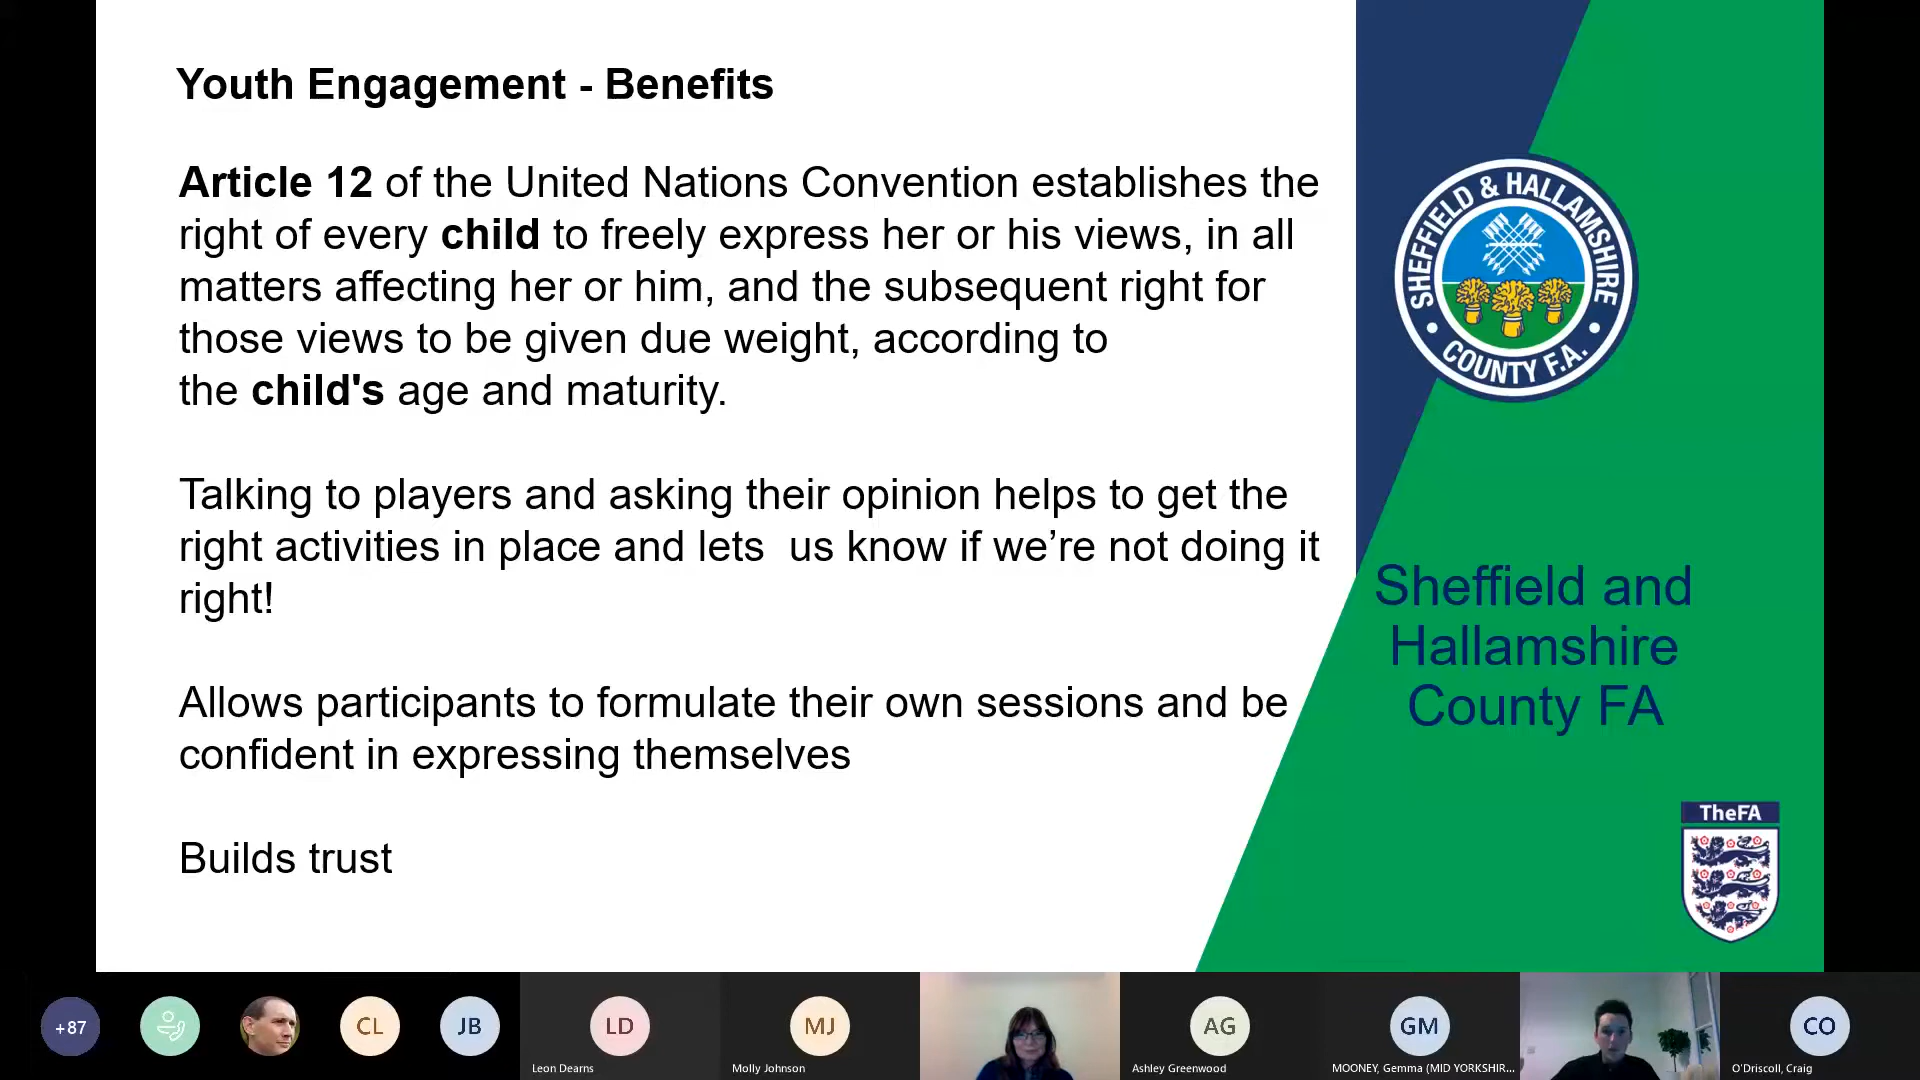 Youth Engagement - Benefits
Article 12 of the United Nations Convention establishes the
right of every child to freely express her or his views, in all
matters affecting her or him, and the subsequent right for
those views to be given due weight, according to
the child's age and maturity.
Talking to players and asking their opinion helps to get the
right activities in place and lets  us know if we’re not doing it
right!
Allows participants to formulate their own sessions and be
confident in expressing themselves
Builds trust
SHEFFIELD & HALLAMSHIRE
COUNTY F.A.
Sheffield and
Hallamshire
County FA
TheFA
+87
CL
JB
LD
Leon Dearns
MJ
Molly Johnson
AG
Ashley Greenwood
GM
MOONEY, Gemma (MID YORKSHIR...
CO
O'Driscoll, Craig